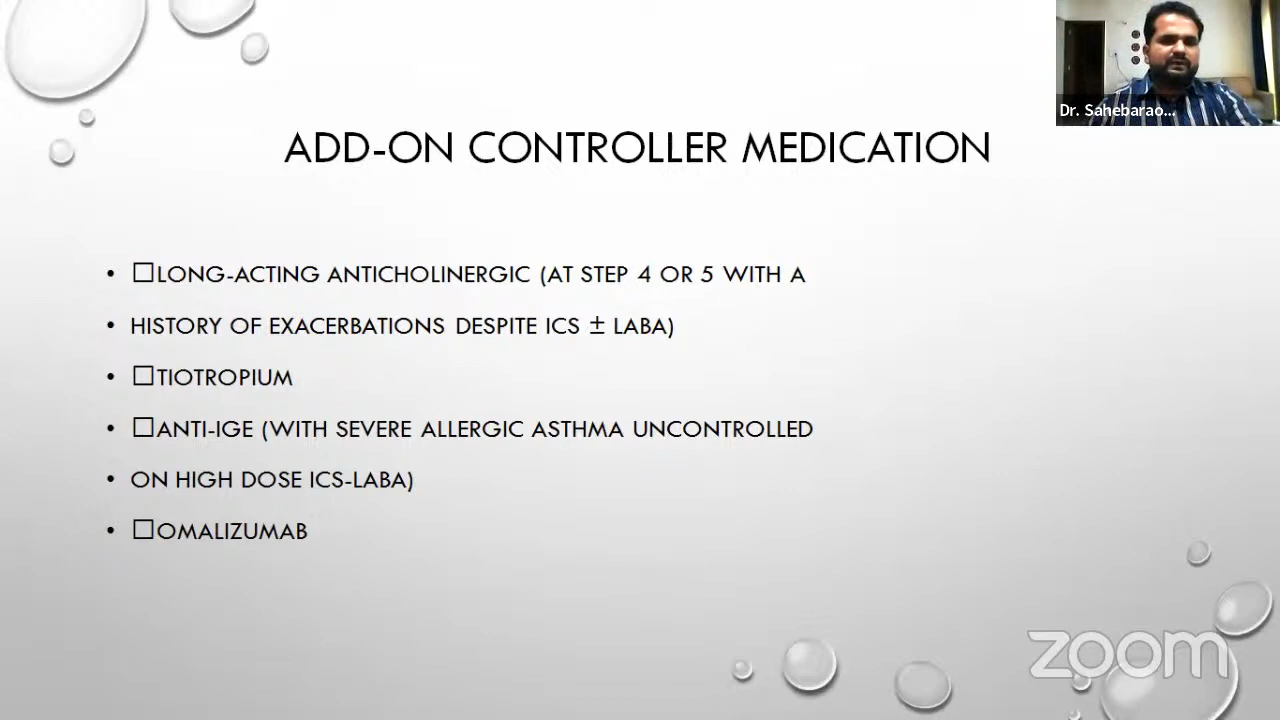 Dr. Sahebarao...
ADD-ON CONTROLLER MEDICATION
• □LONG-ACTING ANTICHOLINERGIC (AT STEP 4 OR 5 WITH A
• HISTORY OF EXACERBATIONS DESPITE ICS ± LABA)
• □TIOTROPIUM
• □ANTI-IGE (WITH SEVERE ALLERGIC ASTHMA UNCONTROLLED
• ON HIGH DOSE ICS-LABA)
• □OMALIZUMAB
zoom